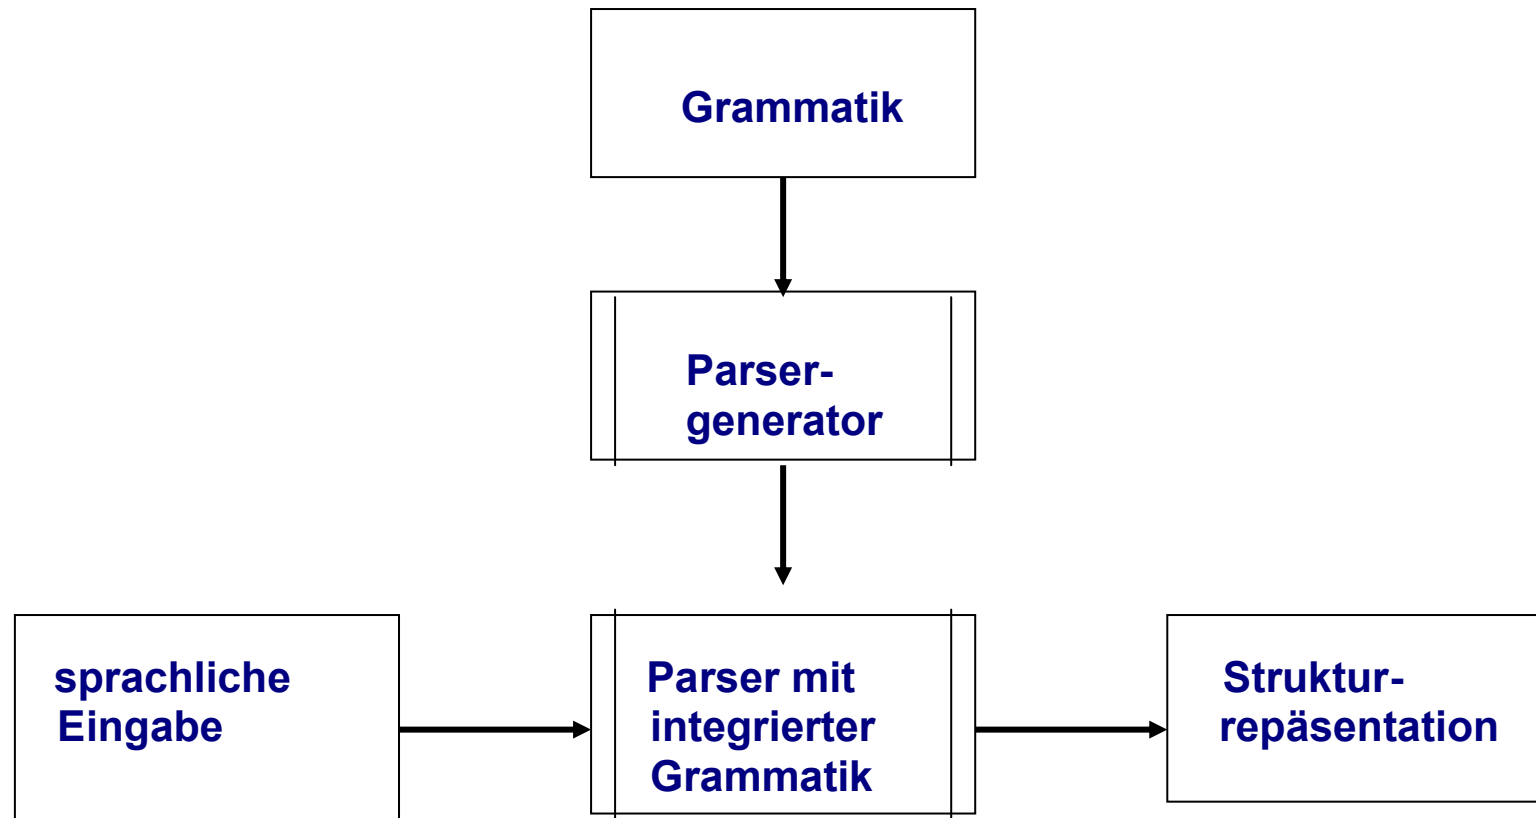 Grammatik
Parser-
generator
sprachliche
Eingabe
Parser mit
integrierter
Grammatik
Struktur-
repäsentation